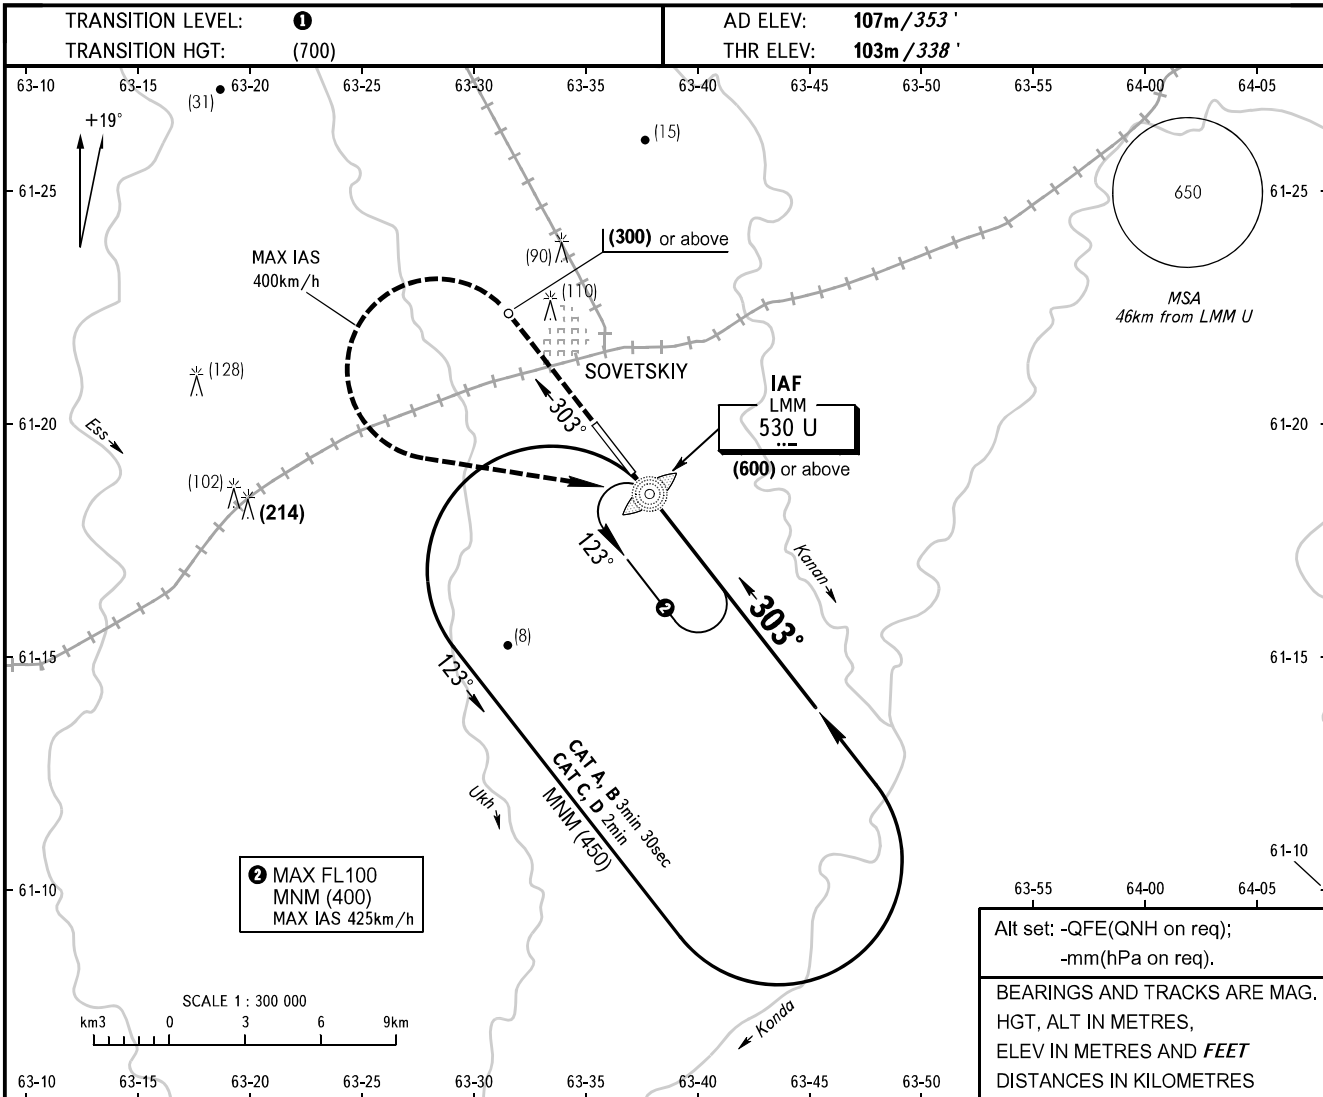 TRANSITION LEVEL: ❶
TRANSITION HGT: (700)
AD ELEV: 107m/353 '
THR ELEV: 103m/338 '
63-10 63-15 63-20 63-25 63-30 63-35 63-40 63-45 63-50 63-55 64-00 64-05
(31)
(15)
+19°
61-25
650
61-25
(300) or above
(90)
MAX IAS
400km/h
(110)
MSA
46km from LMM U
(128)
SOVETSKIY
IAF
LMM
530 U
(600) or above
303°
61-20
61-20
Ess
(102)
(214)
123°
Kanan
❷
303°
(8)
61-15
61-15
123°
CAT A, B 3min 30sec
CAT C, D 2min
MNM (450)
Ukh
61-10
61-10
❷ MAX FL100
MNM (400)
MAX IAS 425km/h
63-55 64-00 64-05
Alt set: -QFE(QNH on req);
-mm(hPa on req).
SCALE 1 : 300 000
km3 0 3 6 9km
Konda
BEARINGS AND TRACKS ARE MAG.
HGT, ALT IN METRES,
ELEV IN METRES AND FEET
DISTANCES IN KILOMETRES
63-10 63-15 63-20 63-25 63-30 63-35 63-40 63-45 63-50